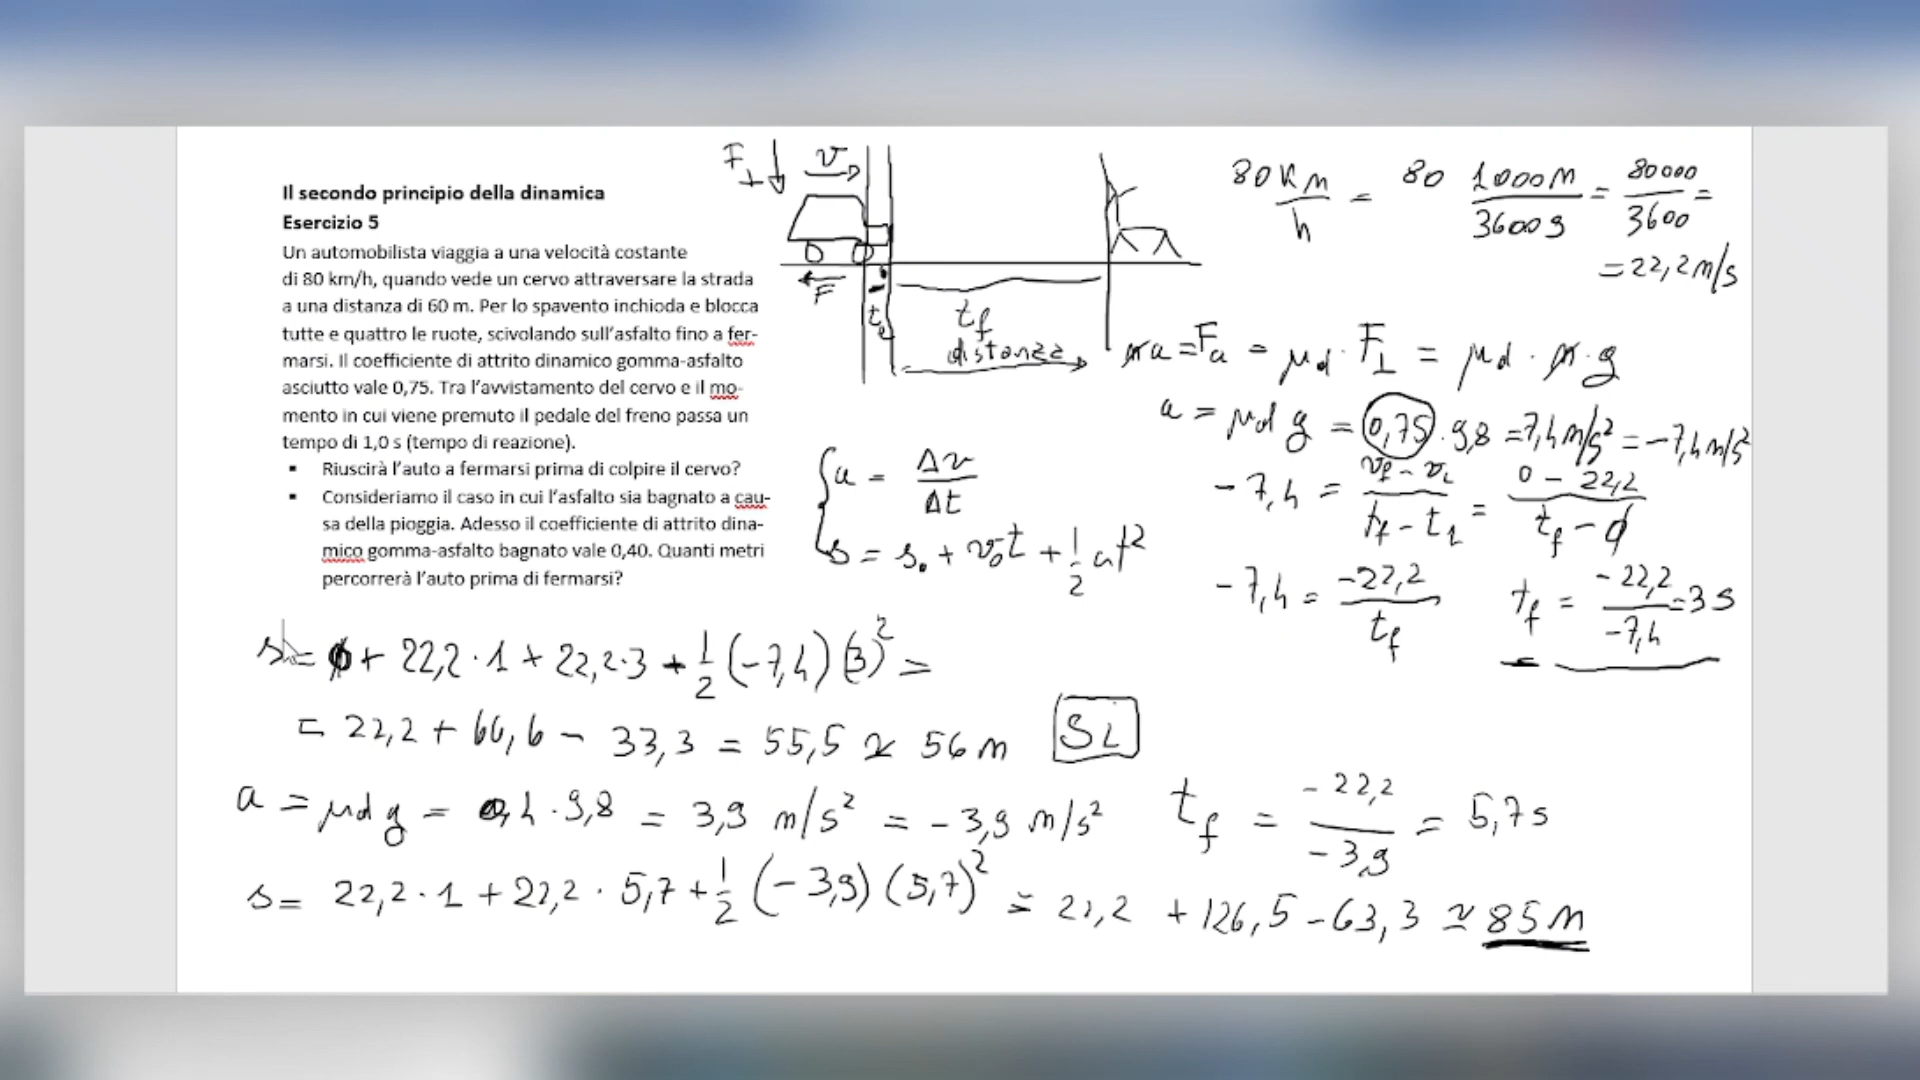 Il secondo principio della dinamica
Esercizio 5
Un automobilista viaggia a una velocità costante
di 80 km/h, quando vede un cervo attraversare la strada
a una distanza di 60 m. Per lo spavento inchioda e blocca
tutte e quattro le ruote, scivolando sull'asfalto fino a fer-
marsi. Il coefficiente di attrito dinamico gomma-asfalto
asciutto vale 0,75. Tra l'avvistamento del cervo e il mo-
mento in cui viene premuto il pedale del freno passa un
tempo di 1,0 s (tempo di reazione).
▪ Riuscirà l'auto a fermarsi prima di colpire il cervo?
▪ Consideriamo il caso in cui l'asfalto sia bagnato a cau-
sa della pioggia. Adesso il coefficiente di attrito dina-
mico gomma-asfalto bagnato vale 0,40. Quanti metri
percorrerà l'auto prima di fermarsi?
F⊥ v
F
t_f
distanza
80 Km/h = 80 1000m/3600s = 80000/3600 =
= 22,2 m/s
ma = Fa = μd · F⊥ = μd · m · g
a = μd g = 0,75 · 9,8 = 7,4 m/s² = -7,4 m/s²
a = Δv/Δt
s = s₀ + v₀t + 1/2 at²
-7,4 = (vf - vi)/(tf - t1) = (0 - 22,2)/(tf - 0)
-7,4 = -22,2/tf
tf = -22,2/-7,4 = 3s
s = 0 + 22,2 · 1 + 22,2 · 3 + 1/2 (-7,4) (3)² =
= 22,2 + 66,6 - 33,3 = 55,5 ≃ 56 m SI
a = μd g = 0,4 · 9,8 = 3,9 m/s² = -3,9 m/s²
tf = -22,2/-3,9 = 5,7s
s = 22,2 · 1 + 22,2 · 5,7 + 1/2 (-3,9) (5,7)² ≃ 22,2 + 126,5 - 63,3 ≃ 85 m